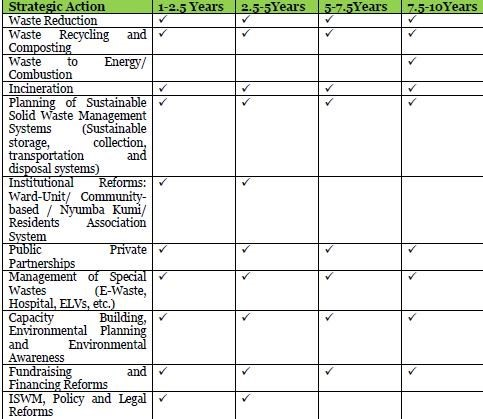 Strategic Action 1-2.5 Years 2.5-5Years 5-7.5Years 7.5-10Years
Waste Reduction ✓ ✓ ✓ ✓
Waste Recycling and ✓ ✓ ✓ ✓
Composting
Waste to Energy/ ✓
Combustion
Incineration ✓ ✓ ✓ ✓
Planning of Sustainable ✓ ✓ ✓ ✓
Solid Waste Management
Systems (Sustainable
storage, collection,
transportation and
disposal systems)
Institutional Reforms: ✓ ✓
Ward-Unit/ Community-
based / Nyumba Kumi/
Residents Association
System
Public Private ✓ ✓ ✓ ✓
Partnerships
Management of Special ✓ ✓ ✓ ✓
Wastes (E-Waste,
Hospital, ELVs, etc.)
Capacity Building, ✓ ✓ ✓ ✓
Environmental Planning
and Environmental
Awareness
Fundraising and ✓ ✓ ✓ ✓
Financing Reforms
ISWM, Policy and Legal ✓ ✓
Reforms